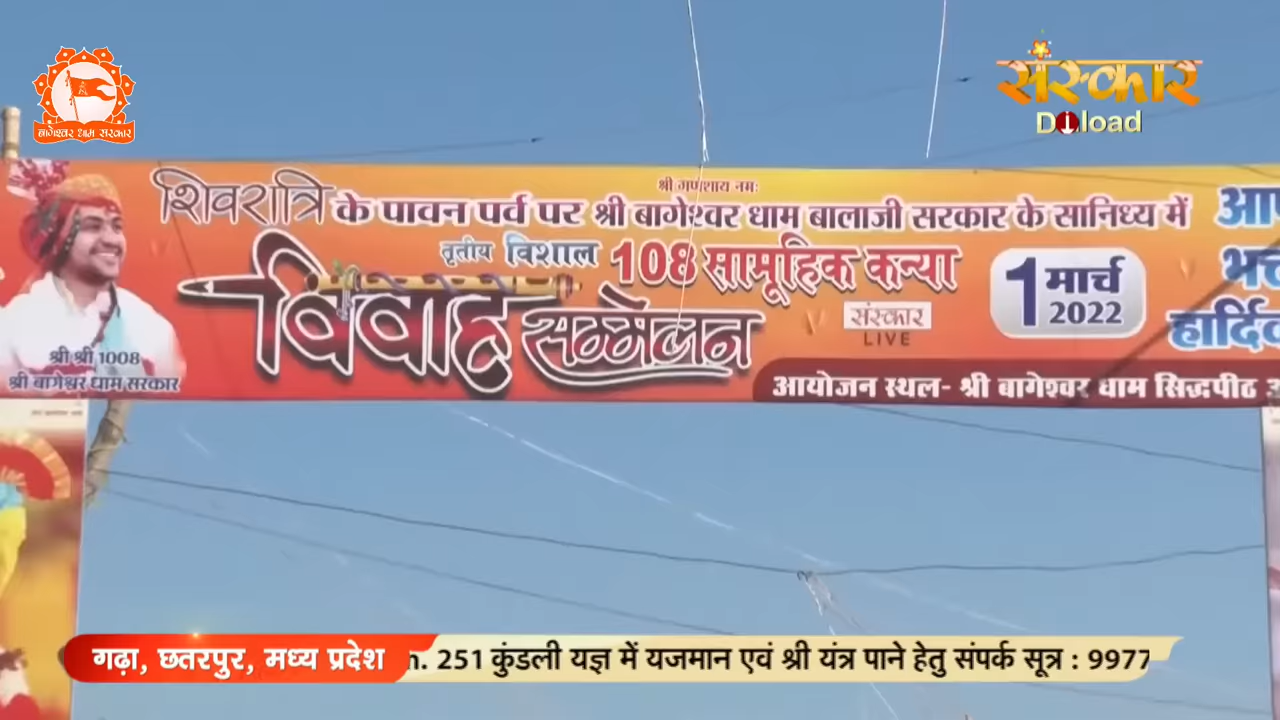 बागेश्वर धाम सरकार
संस्कार
D load
श्री गणेशाय नमः
शिवरात्रि के पावन पर्व पर श्री बागेश्वर धाम बालाजी सरकार के सानिध्य में
तृतीय विशाल 108 सामूहिक कन्या
विवाह सम्मेलन
1 मार्च
2022
संस्कार
LIVE
हार्दिक
श्री श्री 1008
श्री बागेश्वर धाम सरकार
आयोजन स्थल- श्री बागेश्वर धाम सिद्धपीठ
गढ़ा, छतरपुर, मध्य प्रदेश
251 कुंडली यज्ञ में यजमान एवं श्री यंत्र पाने हेतु संपर्क सूत्र : 9977